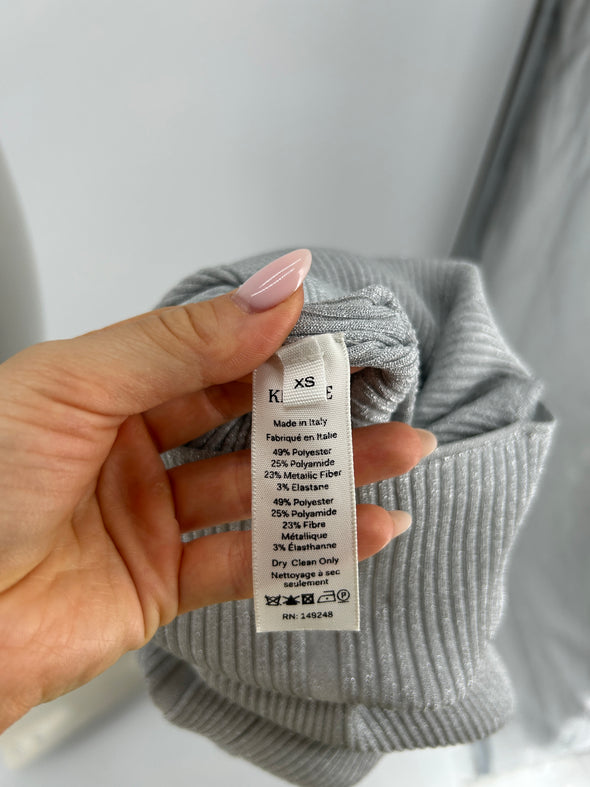 XS
Made in Italy
Fabriqué en Italie
49% Polyester
25% Polyamide
23% Metallic Fiber
3% Elastane
49% Polyester
25% Polyamide
23% Fibre
Métallique
3% Élasthanne
Dry Clean Only
Nettoyage à sec
seulement
P
RN: 149248